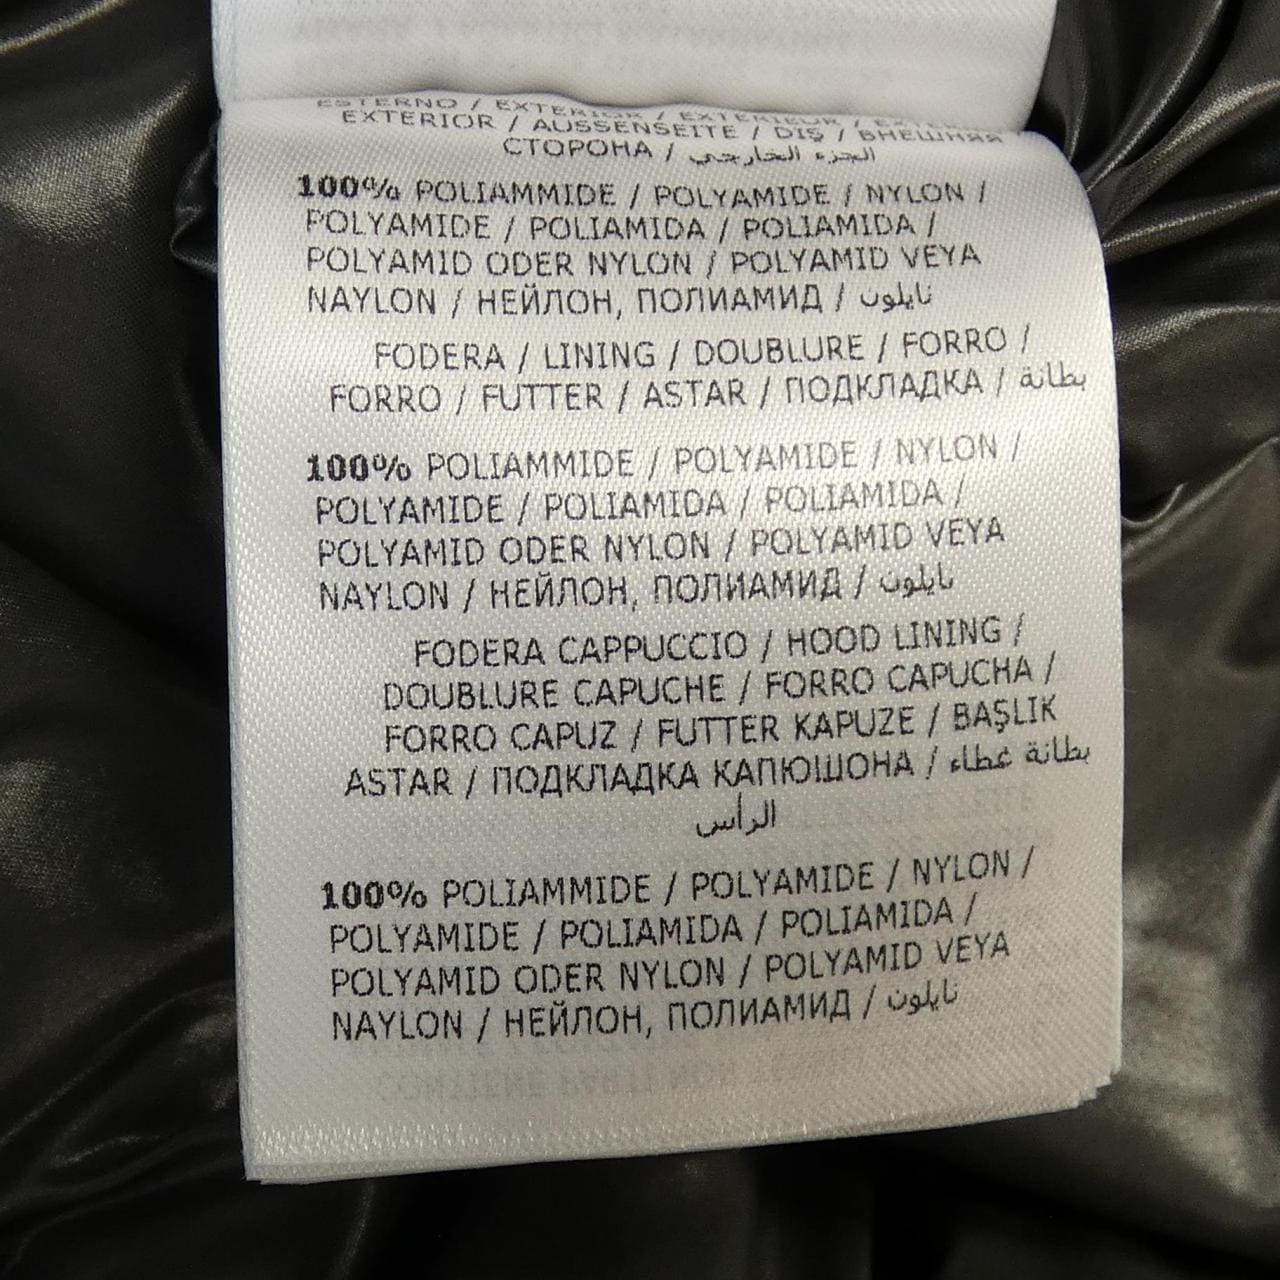 ESTERNO / EXTERIOR / EXTERIEUR /
EXTERIOR / AUSSENSEITE / DIŞ / ВНЕШНЯЯ
СТОРОНА / الجزء الخارجي
100% POLIAMMIDE / POLYAMIDE / NYLON /
POLYAMIDE / POLIAMIDA / POLIAMIDA /
POLYAMID ODER NYLON / POLYAMID VEYA
NAYLON / НЕЙЛОН, ПОЛИАМИД / نايلون
FODERA / LINING / DOUBLURE / FORRO /
FORRO / FUTTER / ASTAR / ПОДКЛАДКА / بطانة
100% POLIAMMIDE / POLYAMIDE / NYLON /
POLYAMIDE / POLIAMIDA / POLIAMIDA /
POLYAMID ODER NYLON / POLYAMID VEYA
NAYLON / НЕЙЛОН, ПОЛИАМИД / نايلون
FODERA CAPPUCCIO / HOOD LINING /
DOUBLURE CAPUCHE / FORRO CAPUCHA /
FORRO CAPUZ / FUTTER KAPUZE / BAŞLIK
ASTAR / ПОДКЛАДКА КАПЮШОНА / بطانة غطاء
الرأس
100% POLIAMMIDE / POLYAMIDE / NYLON /
POLYAMIDE / POLIAMIDA / POLIAMIDA /
POLYAMID ODER NYLON / POLYAMID VEYA
NAYLON / НЕЙЛОН, ПОЛИАМИД / نايلون